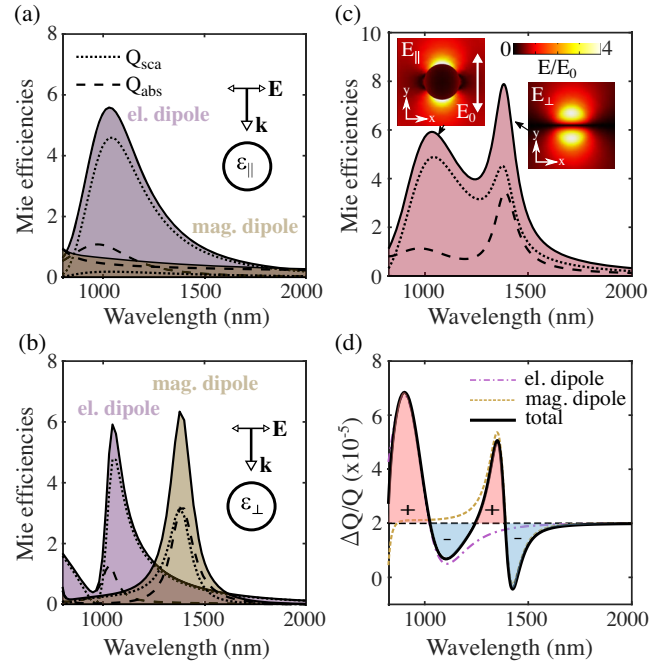 (a)
8
6
4
2
0
Mie efficiencies
Q_sca
Q_abs
el. dipole
mag. dipole
E
k
ε_∥
1000
1500
2000
Wavelength (nm)
(b)
8
6
4
2
0
Mie efficiencies
el. dipole
mag. dipole
E
k
ε_⊥
1000
1500
2000
Wavelength (nm)
(c)
10
8
6
4
2
0
Mie efficiencies
E_∥
E_0
y
x
0 4
E/E_0
E_⊥
y
x
1000
1500
2000
Wavelength (nm)
(d)
6
4
2
0
ΔQ/Q (x10^-5)
el. dipole
mag. dipole
total
+
-
+
-
1000
1500
2000
Wavelength (nm)